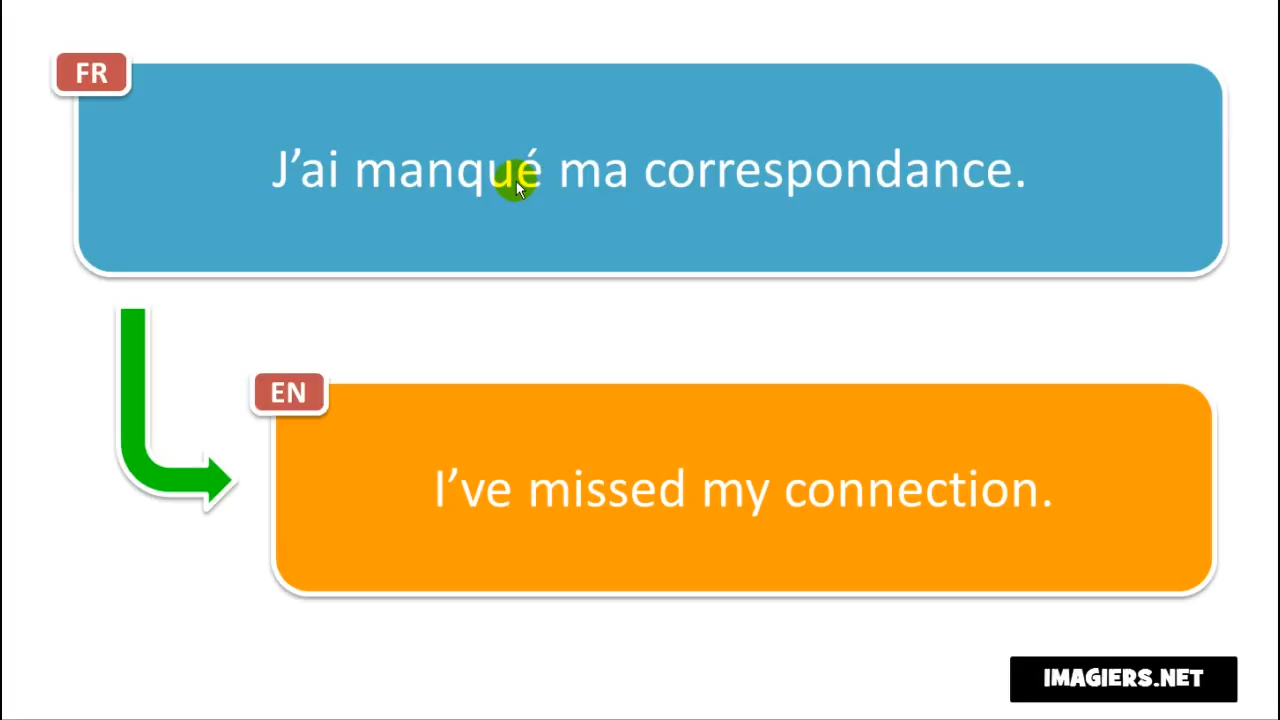 FR
J’ai manqué ma correspondance.
EN
I’ve missed my connection.
IMAGIERS.NET